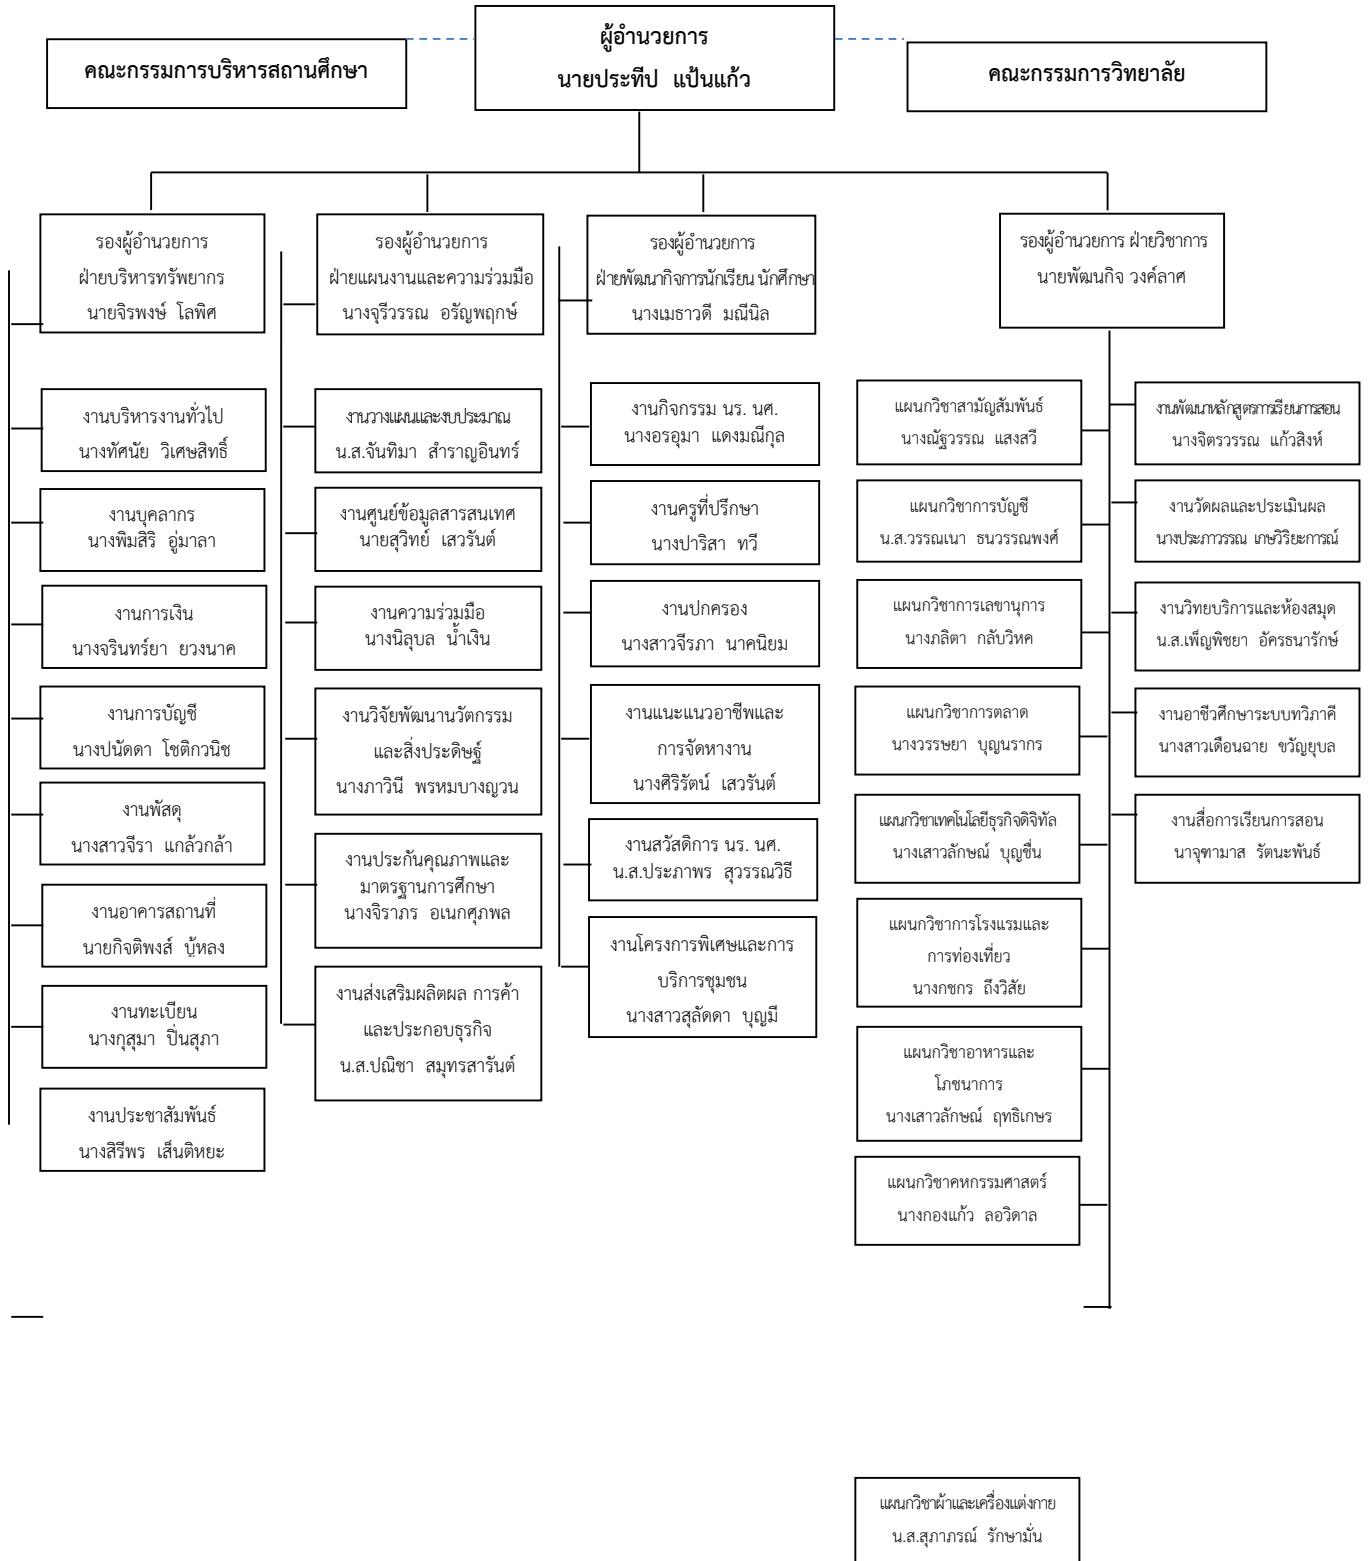 ผู้อำนวยการ
นายประทีป แป้นแก้ว
คณะกรรมการบริหารสถานศึกษา
คณะกรรมการวิทยาลัย
รองผู้อำนวยการ
ฝ่ายบริหารทรัพยากร
นายจิรพงษ์ โลพิศ
รองผู้อำนวยการ
ฝ่ายแผนงานและความร่วมมือ
นางจุรีวรรณ อรัญพฤกษ์
รองผู้อำนวยการ
ฝ่ายพัฒนากิจการนักเรียน นักศึกษา
นางเมธาวดี มณีนิล
รองผู้อำนวยการ ฝ่ายวิชาการ
นายพัฒนกิจ วงค์ลาศ
งานบริหารงานทั่วไป
นางทัศนัย วิเศษสิทธิ์
งานบุคลากร
นางพิมสิริ อู่มาลา
งานการเงิน
นางจรินทร์ยา ยวงนาค
งานการบัญชี
นางปนัดดา โชติกวนิช
งานพัสดุ
นางสาวจีรา แกล้วกล้า
งานอาคารสถานที่
นายกิจติพงส์ บู้หลง
งานทะเบียน
นางกุสุมา ปิ่นสุภา
งานประชาสัมพันธ์
นางสิรีพร เส็นติหยะ
งานวางแผนและงบประมาณ
น.ส.จันทิมา สำราญอินทร์
งานศูนย์ข้อมูลสารสนเทศ
นายสุวิทย์ เสวรันต์
งานความร่วมมือ
นางนิลุบล น้ำเงิน
งานวิจัยพัฒนานวัตกรรม
และสิ่งประดิษฐ์
นางภาวินี พรหมบางญวน
งานประกันคุณภาพและ
มาตรฐานการศึกษา
นางจิราภร อเนกศุภพล
งานส่งเสริมผลิตผล การค้า
และประกอบธุรกิจ
น.ส.ปณิชา สมุทรสารันต์
งานกิจกรรม นร. นศ.
นางอรอุมา แดงมณีกุล
งานครูที่ปรึกษา
นางปาริสา ทวี
งานปกครอง
นางสาวจีรภา นาคนิยม
งานแนะแนวอาชีพและ
การจัดหางาน
นางศิริรัตน์ เสวรันต์
งานสวัสดิการ นร. นศ.
น.ส.ประภาพร สุวรรณวิธี
งานโครงการพิเศษและการ
บริการชุมชน
นางสาวสุลัดดา บุญมี
แผนกวิชาสามัญสัมพันธ์
นางณัฐวรรณ แสงสวี
แผนกวิชาการบัญชี
น.ส.วรรณเนา ธนวรรณพงศ์
แผนกวิชาการเลขานุการ
นางภลิตา กลับวิหค
แผนกวิชาการตลาด
นางวรรษยา บุญนรากร
แผนกวิชาเทคโนโลยีธุรกิจดิจิทัล
นางเสาวลักษณ์ บุญชื่น
แผนกวิชาการโรงแรมและ
การท่องเที่ยว
นางกชกร ถึงวิสัย
แผนกวิชาอาหารและ
โภชนาการ
นางเสาวลักษณ์ ฤทธิเกษร
แผนกวิชาคหกรรมศาสตร์
นางกองแก้ว ลอวิดาล
งานพัฒนาหลักสูตรการเรียนการสอน
นางจิตรวรรณ แก้วสิงห์
งานวัดผลและประเมินผล
นางประภาวรรณ เกษวิริยะการณ์
งานวิทยบริการและห้องสมุด
น.ส.เพ็ญพิชยา อัครธนารักษ์
งานอาชีวศึกษาระบบทวิภาคี
นางสาวเดือนฉาย ขวัญยุบล
งานสื่อการเรียนการสอน
นาจุฑามาส รัตนะพันธ์
แผนกวิชาผ้าและเครื่องแต่งกาย
น.ส.สุภาภรณ์ รักษามั่น